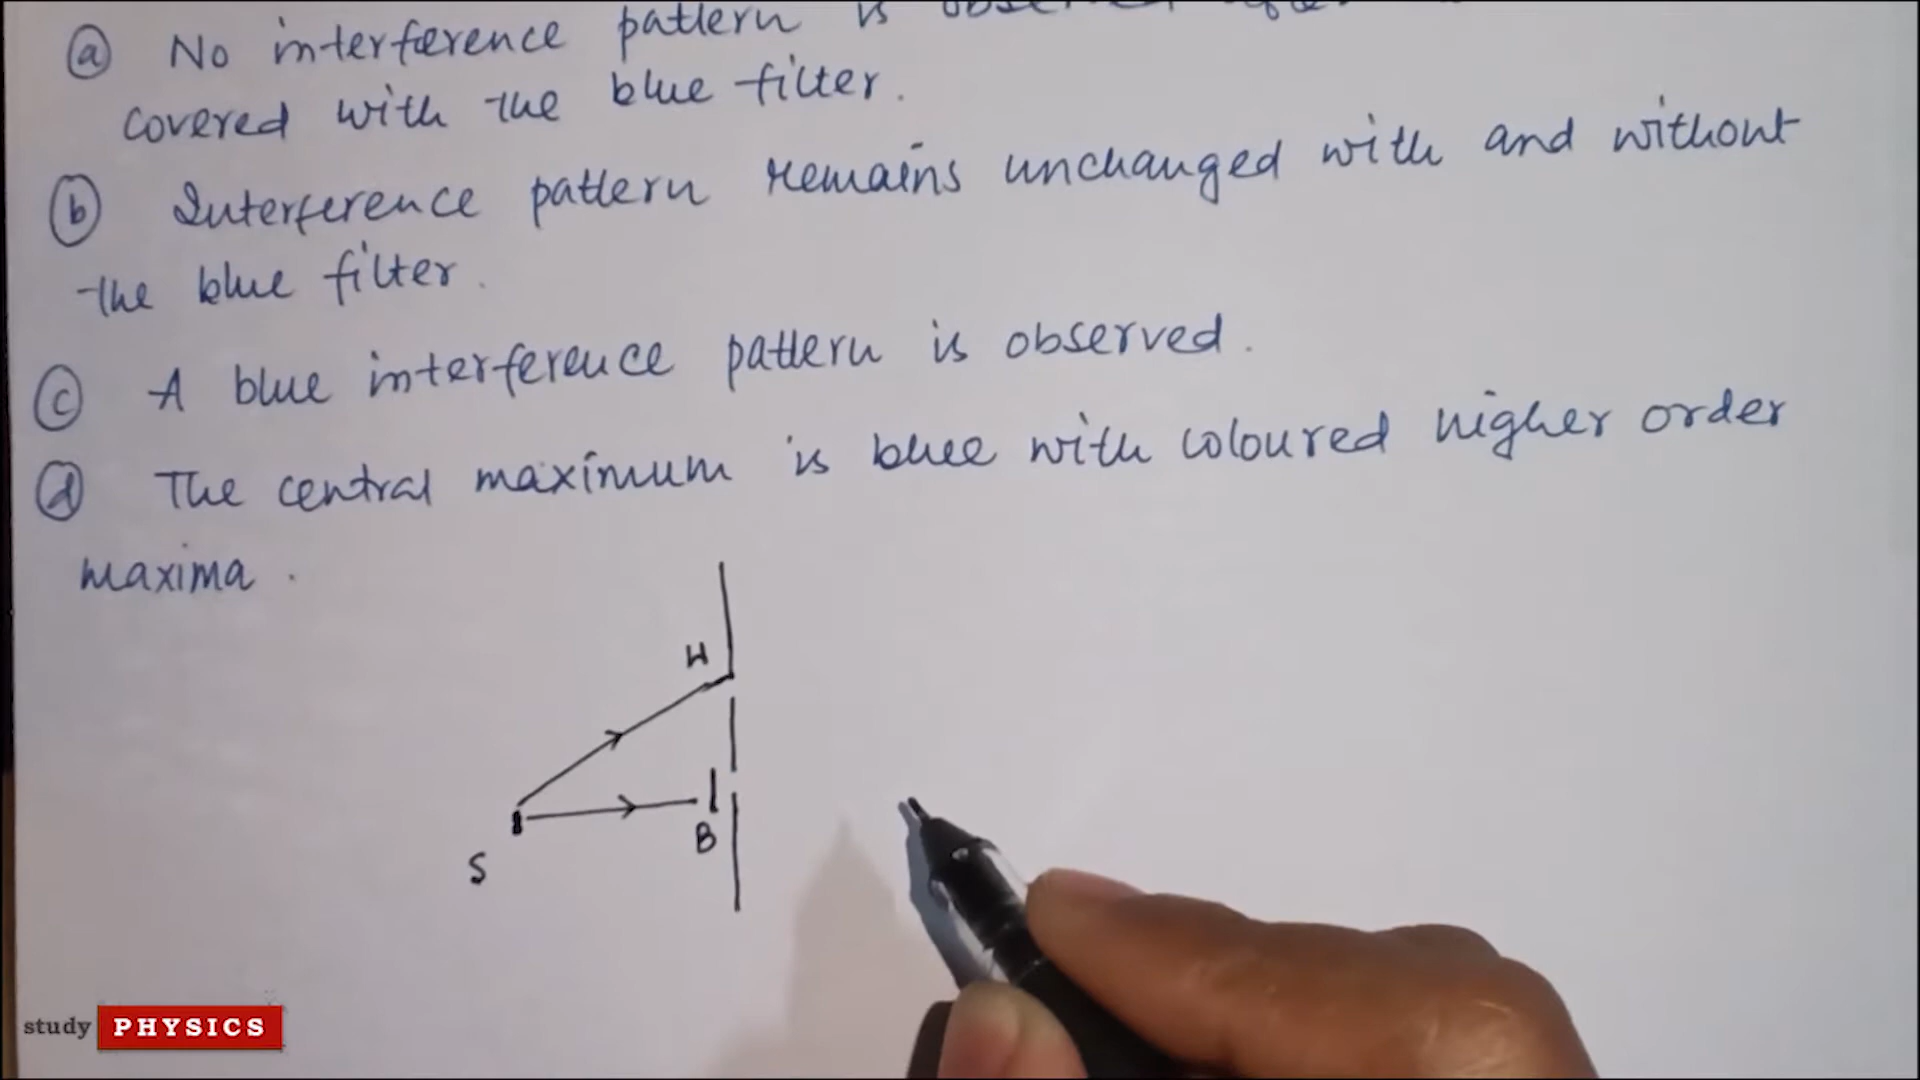 ⓐ No interference pattern is
covered with the blue filter.
ⓑ Interference pattern remains unchanged with and without
the blue filter.
ⓒ A blue interference pattern is observed.
ⓓ The central maximum is blue with coloured higher order
maxima.
H
B
S
study PHYSICS